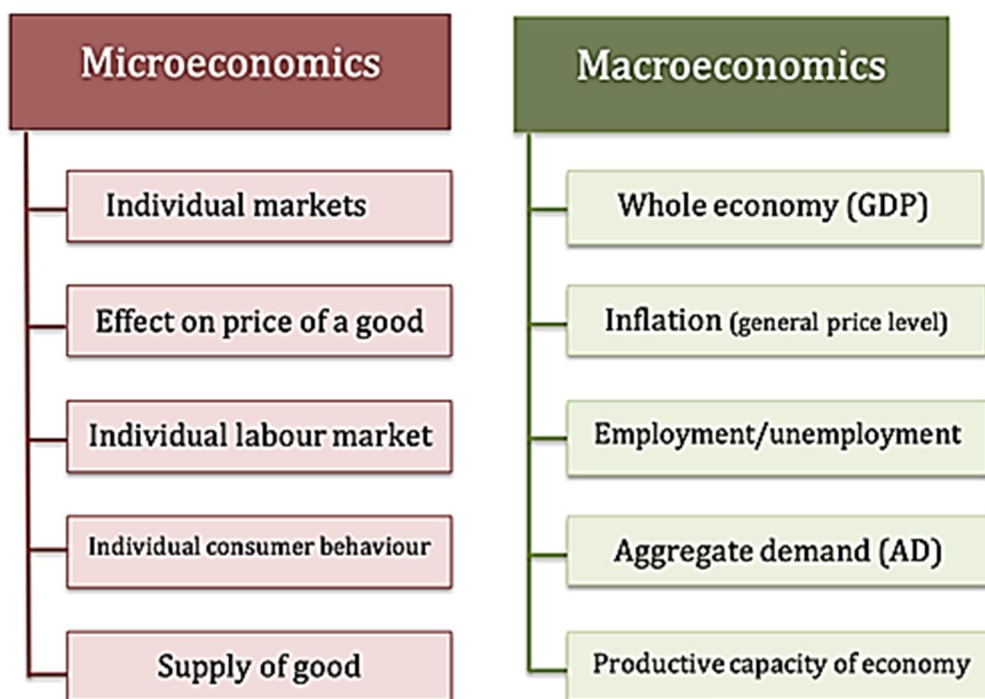 Microeconomics
Individual markets
Effect on price of a good
Individual labour market
Individual consumer behaviour
Supply of good
Macroeconomics
Whole economy (GDP)
Inflation (general price level)
Employment/unemployment
Aggregate demand (AD)
Productive capacity of economy